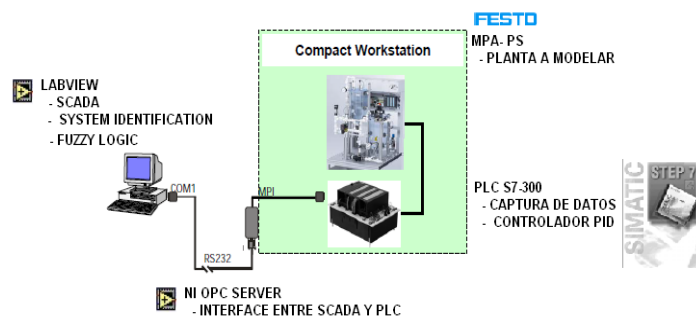 FESTO
Compact Workstation
MPA- PS
- PLANTA A MODELAR
LABVIEW
- SCADA
- SYSTEM IDENTIFICATION
- FUZZY LOGIC
COM1
MPI
RS232
PLC S7-300
- CAPTURA DE DATOS
- CONTROLADOR PID
SIMATIC
STEP 7
NI OPC SERVER
- INTERFACE ENTRE SCADA Y PLC